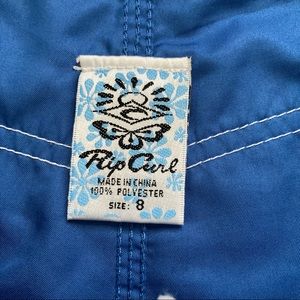 Rip Curl
MADE IN CHINA
100% POLYESTER
SIZE: 8